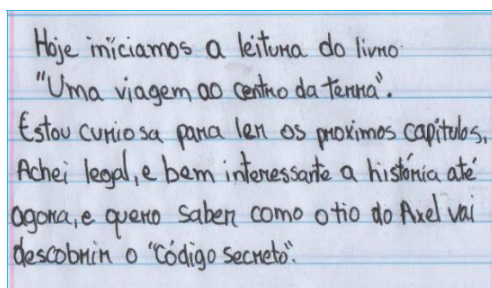 Hoje iniciamos a leitura do livro
"Uma viagem ao centro da terra".
Estou curiosa para ler os proximos capítulos,
Achei legal, e bem interessante a história até
agora, e quero saber como o tio do Axel vai
descobrir o "Código secreto".